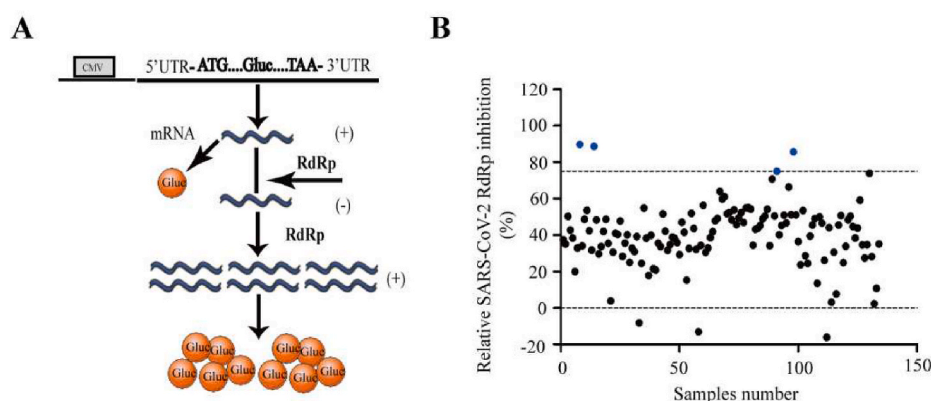 A
CMV
5'UTR-ATG....Gluc....TAA-3'UTR
mRNA
(+)
Gluc
RdRp
(-)
RdRp
(+)
Gluc Gluc Gluc Gluc
Gluc Gluc Gluc Gluc Gluc Gluc
B
Relative SARS-CoV-2 RdRp inhibition
(%)
120
100
80
60
40
20
0
-20
0 50 100 150
Samples number